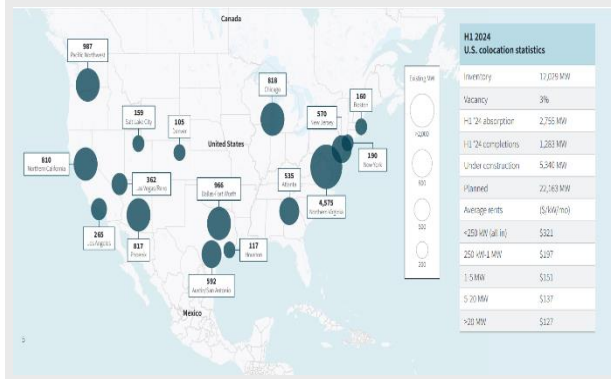 Canada
987
Pacific Northwest
818
Chicago
160
Boston
570
New Jersey
159
Salt Lake City
105
Denver
United States
190
New York
810
Northern California
362
Las Vegas/Reno
966
Dallas-Fort Worth
535
Atlanta
4,575
Northern Virginia
265
Los Angeles
817
Phoenix
117
Houston
592
Austin/San Antonio
Mexico
Existing MW
500
250
H1 2024
U.S. colocation statistics
Inventory 12,029 MW
Vacancy 3%
H1 '24 absorption 2,755 MW
H1 '24 completions 1,283 MW
Under construction 5,340 MW
Planned 22,163 MW
Average rents ($/kW/mo)
<250 kW (all in) $321
250 kW-1 MW $197
1-5 MW $151
5-20 MW $137
>20 MW $127
5